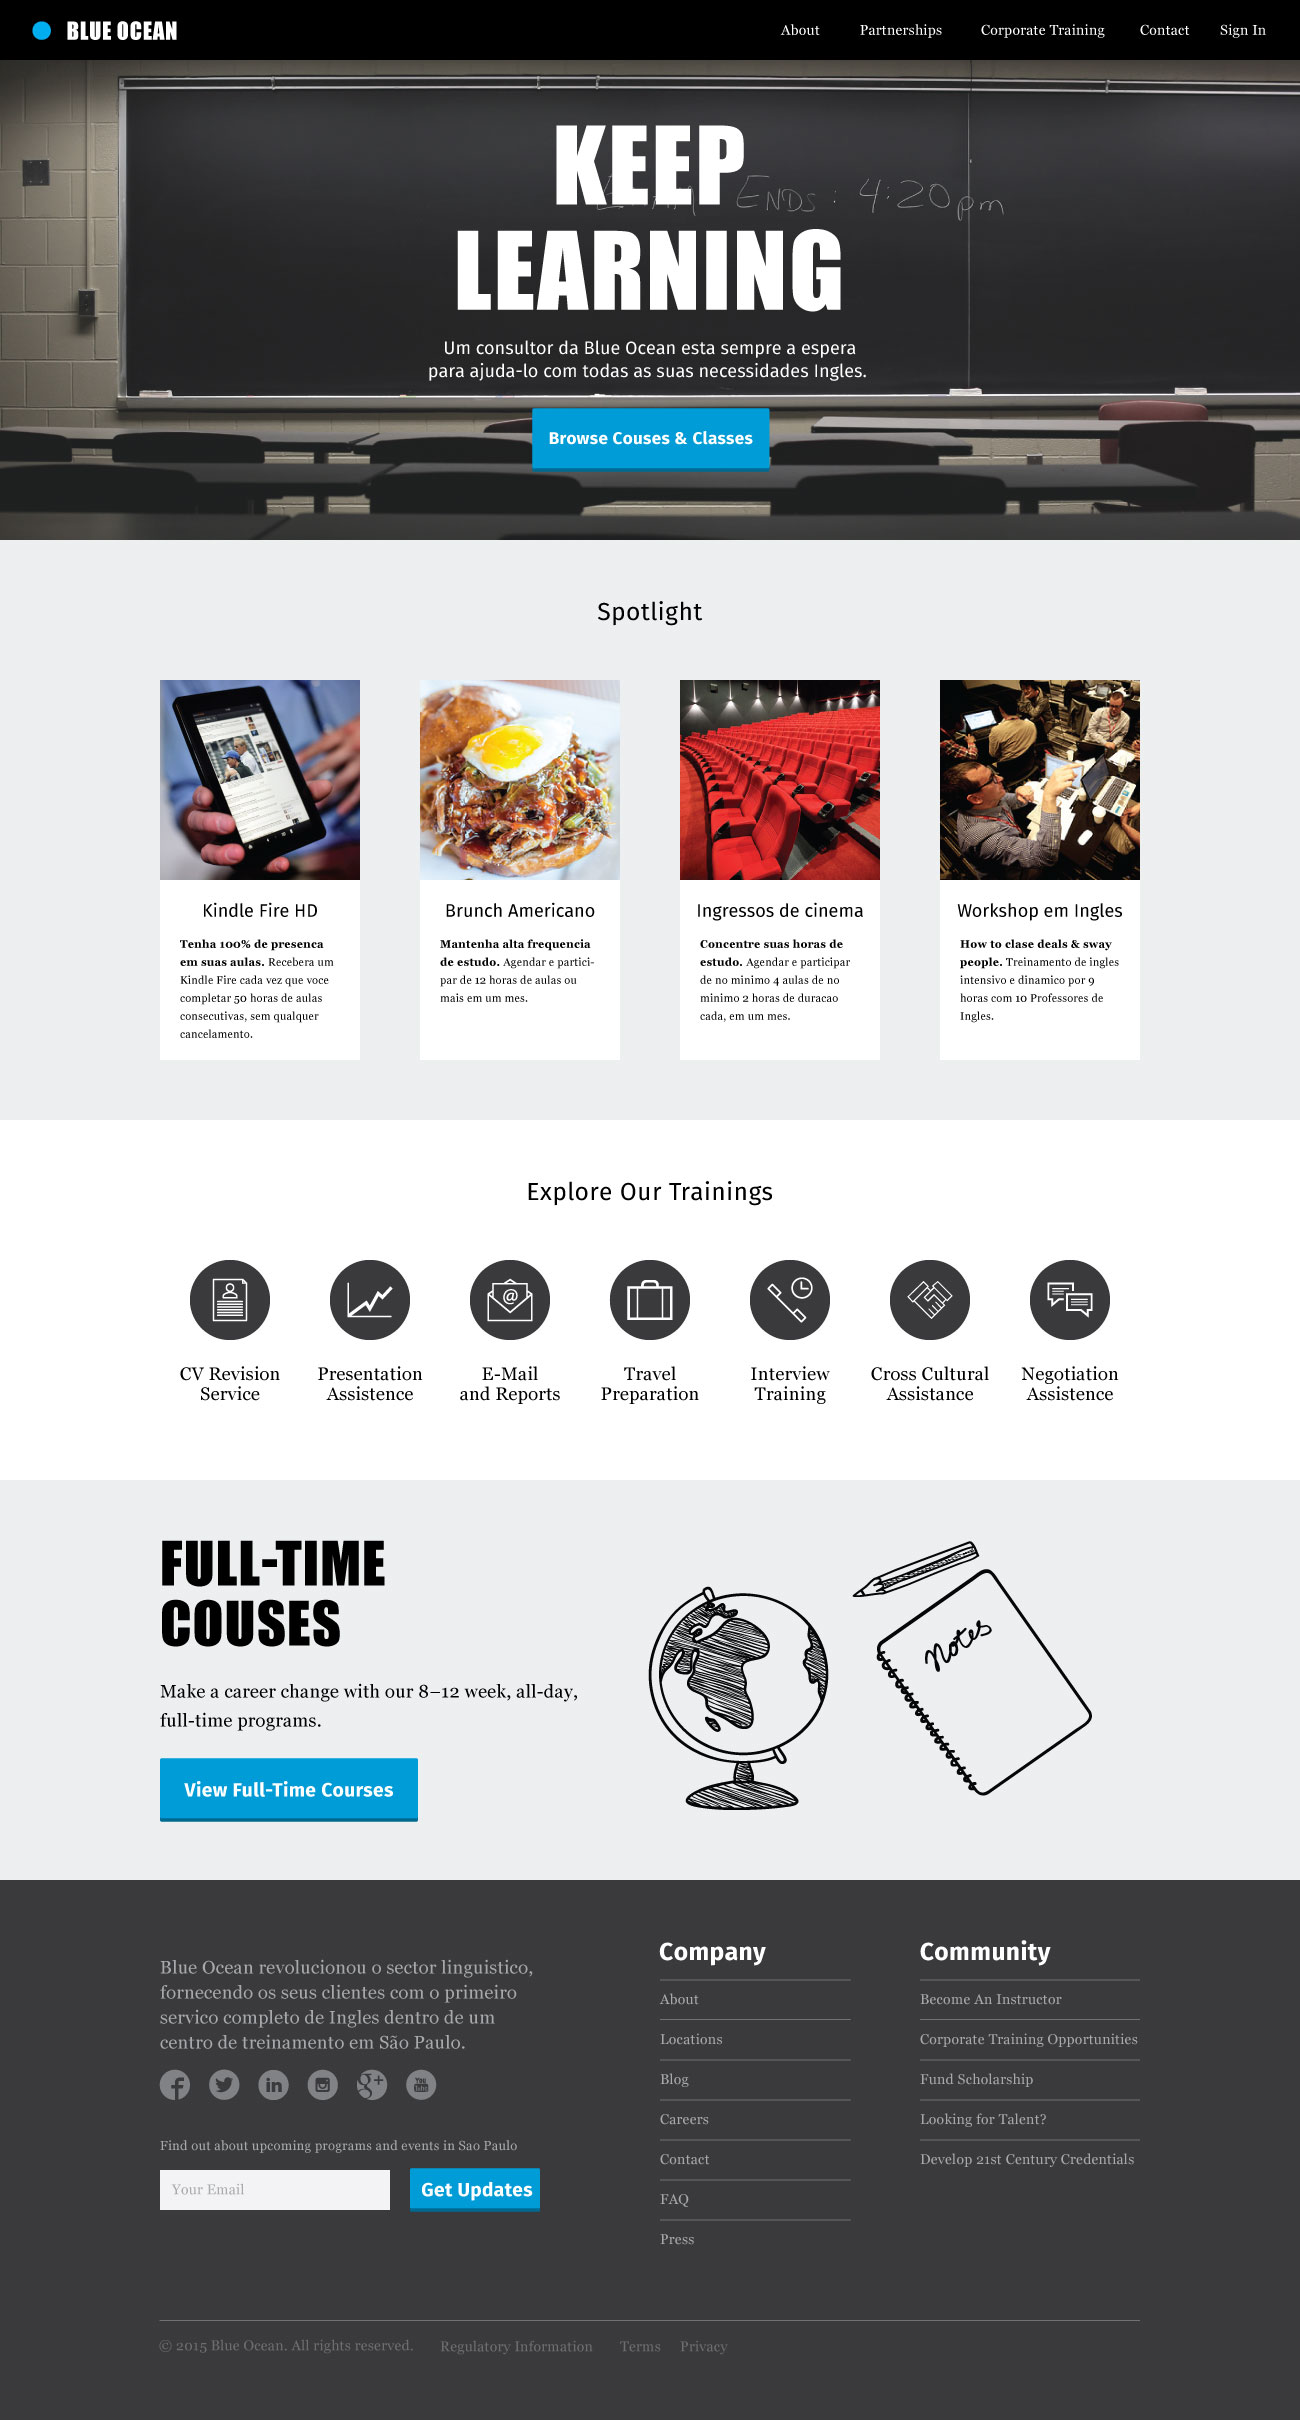 BLUE OCEAN
About Partnerships Corporate Training Contact Sign In
KEEP
ENDS: 4:20pm
LEARNING
Um consultor da Blue Ocean esta sempre a espera
para ajuda-lo com todas as suas necessidades Ingles.
Browse Couses & Classes
Spotlight
Kindle Fire HD
Tenha 100% de presenca
em suas aulas. Recebera um
Kindle Fire cada vez que voce
completar 50 horas de aulas
consecutivas, sem qualquer
cancelamento.
Brunch Americano
Mantenha alta frequencia
de estudo. Agendar e partici-
par de 12 horas de aulas ou
mais em um mes.
Ingressos de cinema
Concentre suas horas de
estudo. Agendar e participar
de no minimo 4 aulas de no
minimo 2 horas de duracao
cada, em um mes.
Workshop em Ingles
How to clase deals & sway
people. Treinamento de ingles
intensivo e dinamico por 9
horas com 10 Professores de
Ingles.
Explore Our Trainings
CV Revision
Service
Presentation
Assistence
E-Mail
and Reports
Travel
Preparation
Interview
Training
Cross Cultural
Assistance
Negotiation
Assistence
FULL-TIME
COUSES
Make a career change with our 8–12 week, all-day,
full-time programs.
View Full-Time Courses
Notes
Blue Ocean revolucionou o sector linguistico,
fornecendo os seus clientes com o primeiro
servico completo de Ingles dentro de um
centro de treinamento em São Paulo.
Find out about upcoming programs and events in Sao Paulo
Your Email
Get Updates
Company
About
Locations
Blog
Careers
Contact
FAQ
Press
Community
Become An Instructor
Corporate Training Opportunities
Fund Scholarship
Looking for Talent?
Develop 21st Century Credentials
© 2015 Blue Ocean. All rights reserved. Regulatory Information Terms Privacy